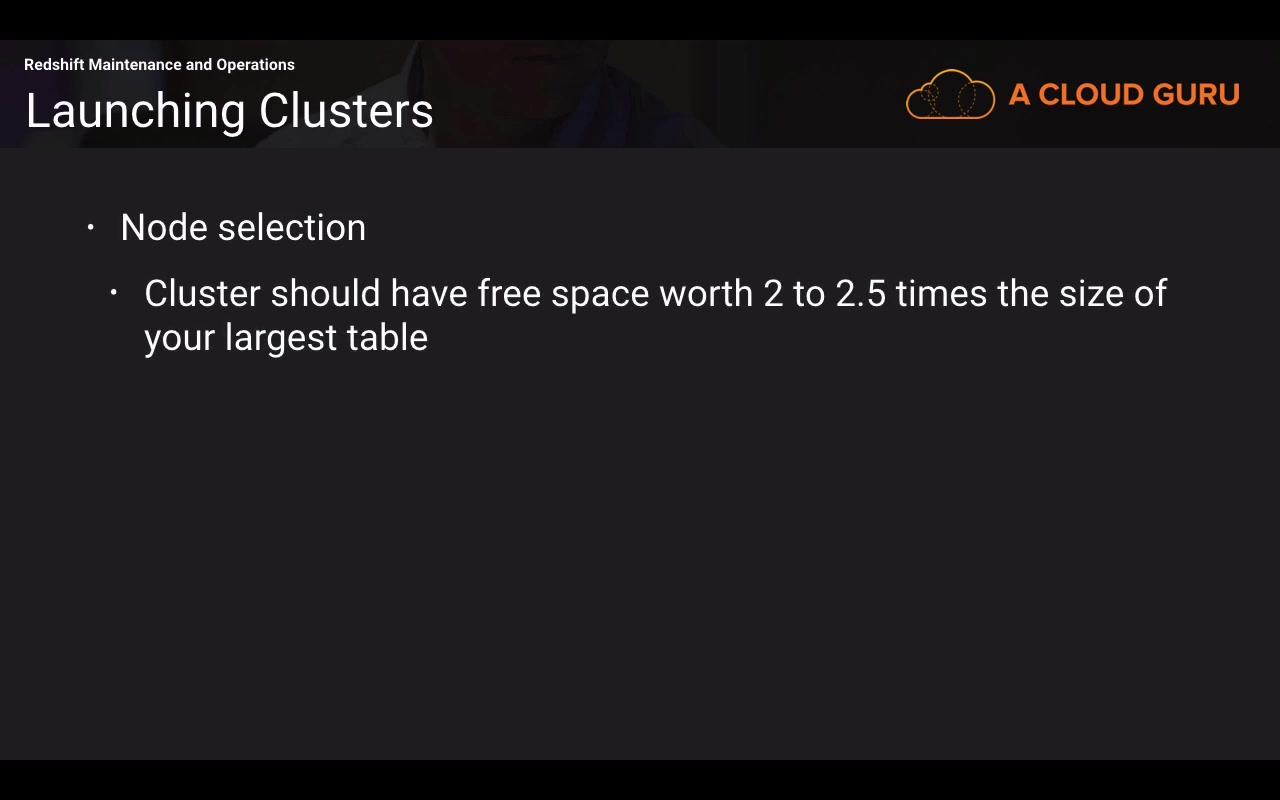 Redshift Maintenance and Operations
Launching Clusters
A CLOUD GURU
· Node selection
· Cluster should have free space worth 2 to 2.5 times the size of
your largest table